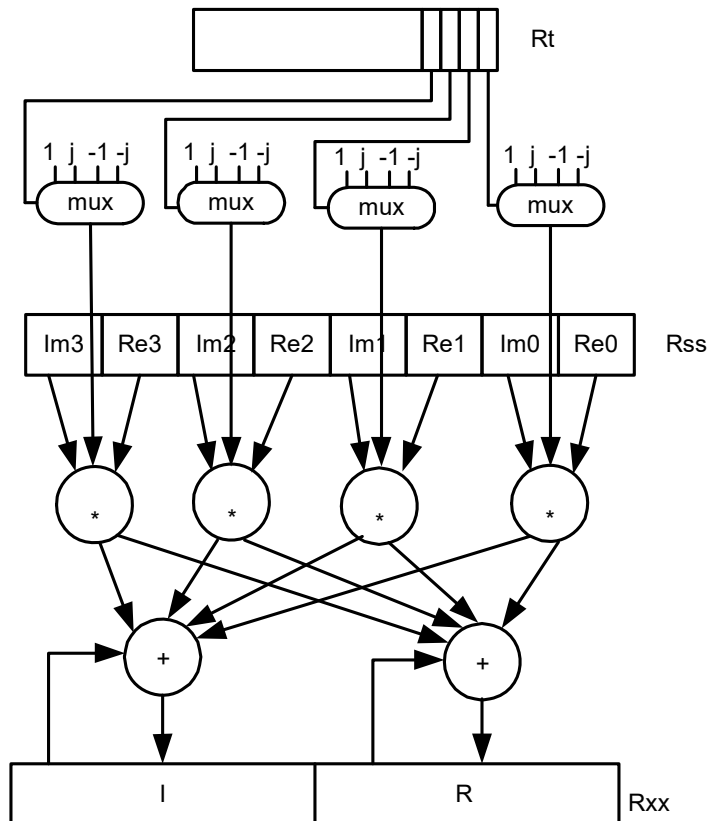 Rt
1 j -1 -j 1 j -1 -j 1 j -1 -j 1 j -1 -j
mux mux mux mux
Im3 Re3 Im2 Re2 Im1 Re1 Im0 Re0 Rss
* * * *
+ +
I R Rxx